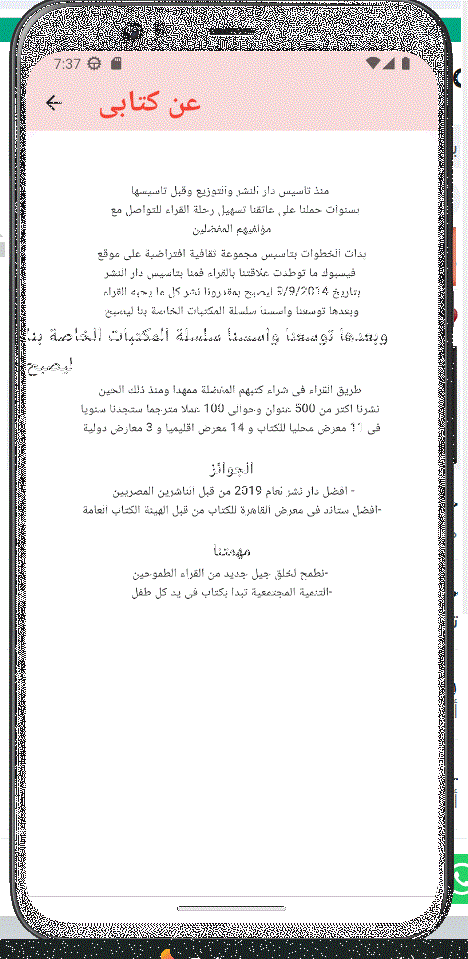 7:37
عن كتابى
منذ تاسيس دار النشر والتوزيع وقبل تاسيسها
بسنوات حملنا على عاتقنا تسهيل رحلة القراء للتواصل مع
مؤلفيهم المفضلين
بدات الخطوات بتاسيس مجموعة ثقافية افتراضية على موقع
فيسبوك ما توطدت علاقتنا بالقراء قمنا بتاسيس دار النشر
بتاريخ 9/9/2014 ليصبح بمقدرونا نشر كل ما يحبه القراء
وبعدها توسعنا واسسنا سلسلة المكتبات الخاصة بنا ليصبح
وبعدها توسعنا واسسنا سلسلة المكتبات الخاصة بنا
ليصبح
طريق القراء فى شراء كتبهم المفضلة ممهدا ومنذ ذلك الحين
نشرنا اكثر من 500 عنوان وحوالى 100 عملا مترجما ستجدنا سنويا
فى 11 معرض محليا للكتاب و 14 معرض اقليميا و 3 معارض دولية
الجوائز
- افضل دار نشر لعام 2019 من قبل الناشرين المصريين
-افضل ستاند فى معرض القاهرة للكتاب من قبل الهيئة الكتاب العامة
مهمتنا
-نطمح لخلق جيل جديد من القراء الطموحين
-التنمية المجتمعية تبدا بكتاب فى يد كل طفل